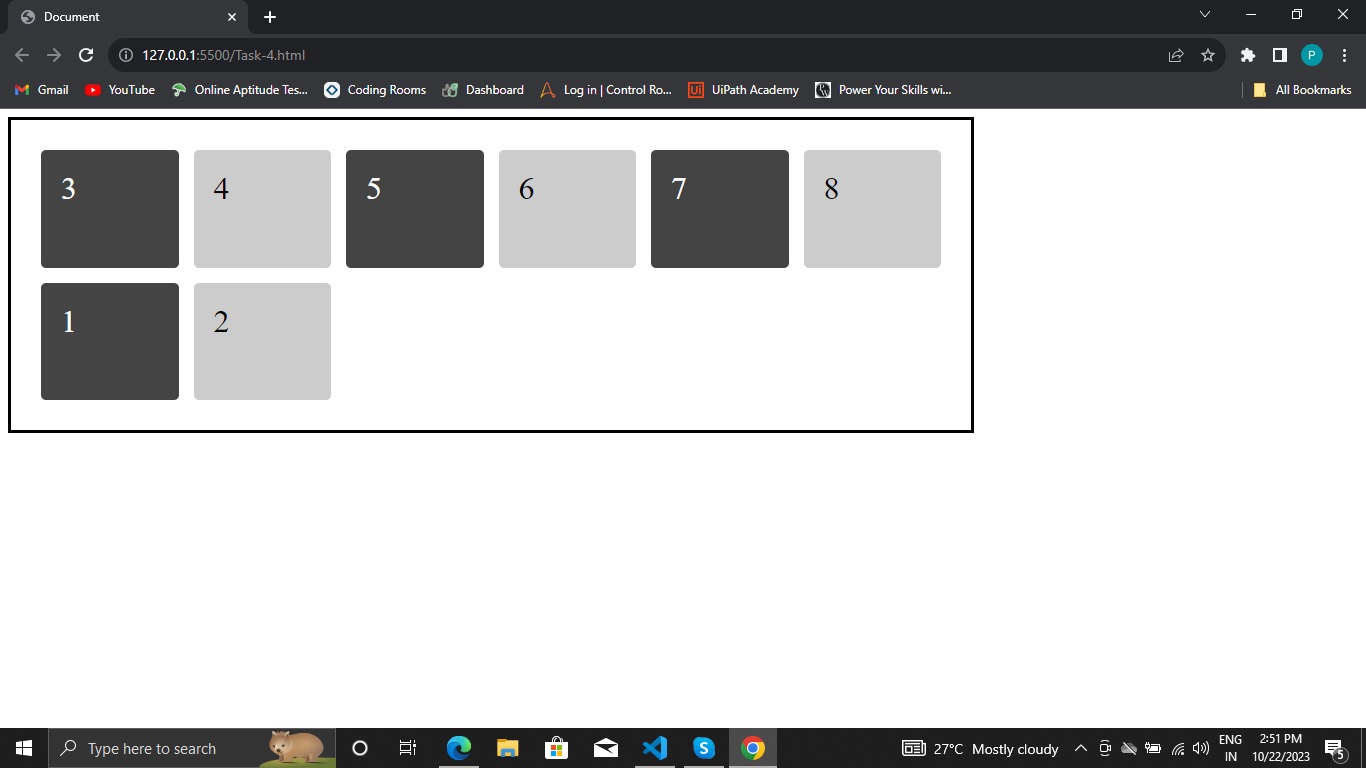 Document
127.0.0.1:5500/Task-4.html
P
Gmail YouTube Online Aptitude Tes... Coding Rooms Dashboard Log in | Control Ro... Ui UiPath Academy Power Your Skills wi... All Bookmarks
3 4 5 6 7 8
1 2
Type here to search 27°C Mostly cloudy ENG 2:51 PM
IN 10/22/2023 5